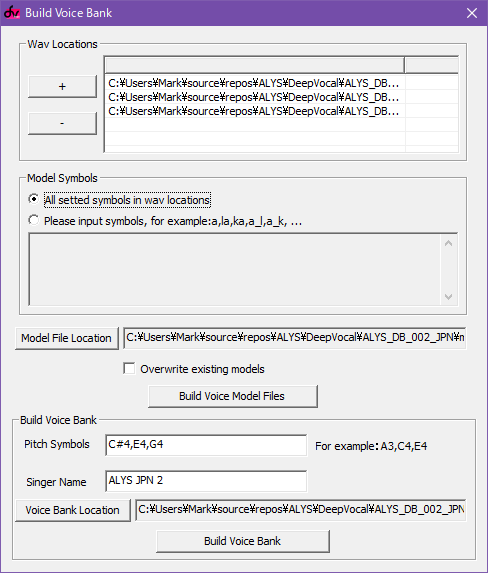 Build Voice Bank
Wav Locations
+
C:¥Users¥Mark¥source¥repos¥ALYS¥DeepVocal¥ALYS_DB...
C:¥Users¥Mark¥source¥repos¥ALYS¥DeepVocal¥ALYS_DB...
-
C:¥Users¥Mark¥source¥repos¥ALYS¥DeepVocal¥ALYS_DB...
Model Symbols
All setted symbols in wav locations
Please input symbols, for example:a,la,ka,a_l,a_k, ...
Model File Location C:¥Users¥Mark¥source¥repos¥ALYS¥DeepVocal¥ALYS_DB_002_JPN¥m
Overwrite existing models
Build Voice Model Files
Build Voice Bank
Pitch Symbols C#4,E4,G4 For example: A3,C4,E4
Singer Name ALYS JPN 2
Voice Bank Location C:¥Users¥Mark¥source¥repos¥ALYS¥DeepVocal¥ALYS_DB_002_JPN
Build Voice Bank